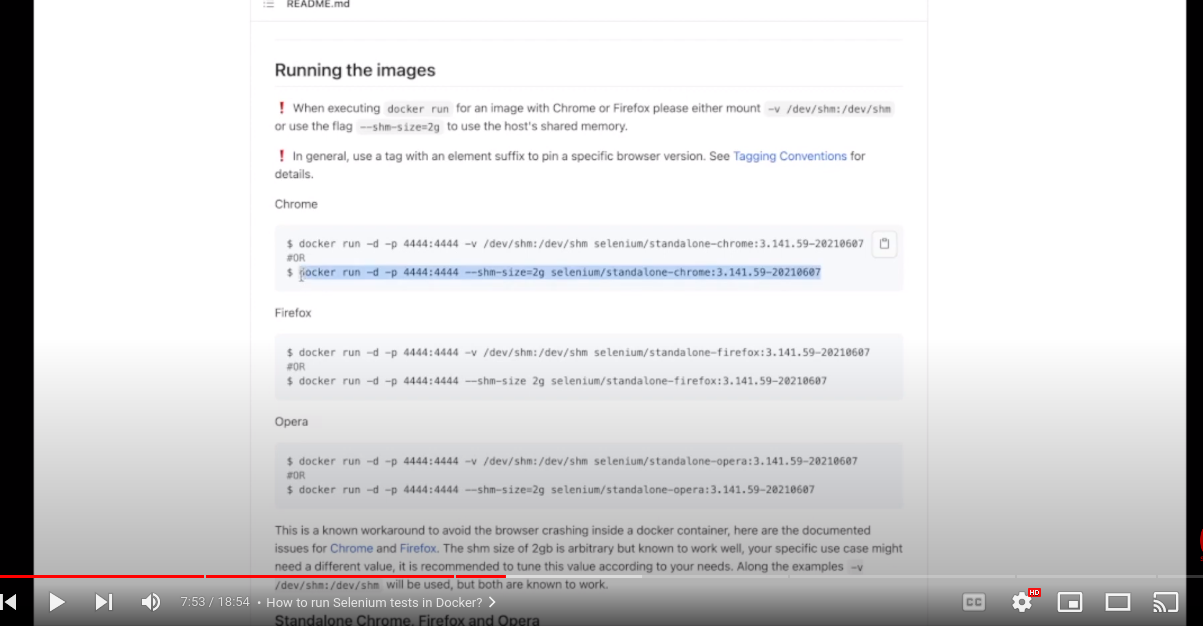 README.md
Running the images
❗ When executing docker run for an image with Chrome or Firefox please either mount -v /dev/shm:/dev/shm
or use the flag --shm-size=2g to use the host's shared memory.
❗ In general, use a tag with an element suffix to pin a specific browser version. See Tagging Conventions for
details.
Chrome
$ docker run -d -p 4444:4444 -v /dev/shm:/dev/shm selenium/standalone-chrome:3.141.59-20210607
#OR
$ docker run -d -p 4444:4444 --shm-size=2g selenium/standalone-chrome:3.141.59-20210607
Firefox
$ docker run -d -p 4444:4444 -v /dev/shm:/dev/shm selenium/standalone-firefox:3.141.59-20210607
#OR
$ docker run -d -p 4444:4444 --shm-size 2g selenium/standalone-firefox:3.141.59-20210607
Opera
$ docker run -d -p 4444:4444 -v /dev/shm:/dev/shm selenium/standalone-opera:3.141.59-20210607
#OR
$ docker run -d -p 4444:4444 --shm-size=2g selenium/standalone-opera:3.141.59-20210607
This is a known workaround to avoid the browser crashing inside a docker container, here are the documented
issues for Chrome and Firefox. The shm size of 2gb is arbitrary but known to work well, your specific use case might
need a different value, it is recommended to tune this value according to your needs. Along the examples -v
/dev/shm:/dev/shm will be used, but both are known to work.
7:53 / 18:54 • How to run Selenium tests in Docker? >
CC
HD
Standalone Chrome, Firefox and Opera